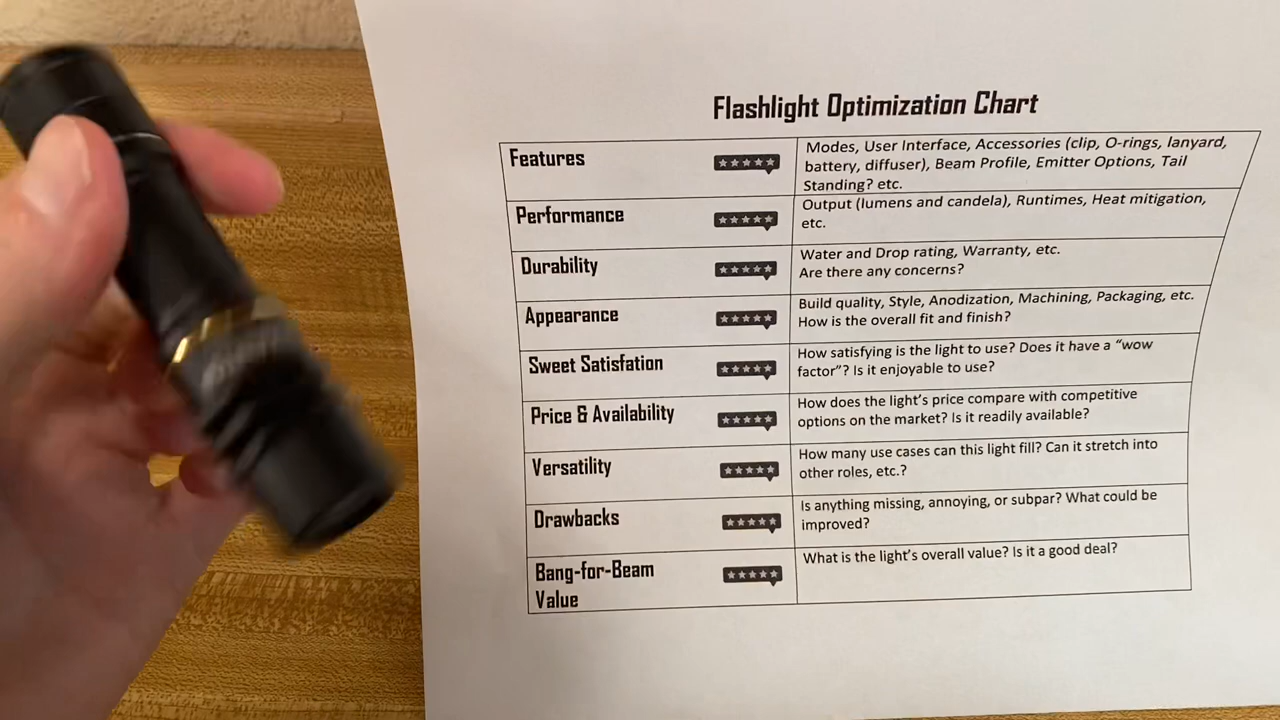 Flashlight Optimization Chart
Features
Modes, User Interface, Accessories (clip, O-rings, lanyard,
battery, diffuser), Beam Profile, Emitter Options, Tail
Standing? etc.
Performance
Output (lumens and candela), Runtimes, Heat mitigation,
etc.
Durability
Water and Drop rating, Warranty, etc.
Are there any concerns?
Appearance
Build quality, Style, Anodization, Machining, Packaging, etc.
How is the overall fit and finish?
Sweet Satisfation
How satisfying is the light to use? Does it have a “wow
factor”? Is it enjoyable to use?
Price & Availability
How does the light’s price compare with competitive
options on the market? Is it readily available?
Versatility
How many use cases can this light fill? Can it stretch into
other roles, etc.?
Drawbacks
Is anything missing, annoying, or subpar? What could be
improved?
Bang-for-Beam
Value
What is the light’s overall value? Is it a good deal?